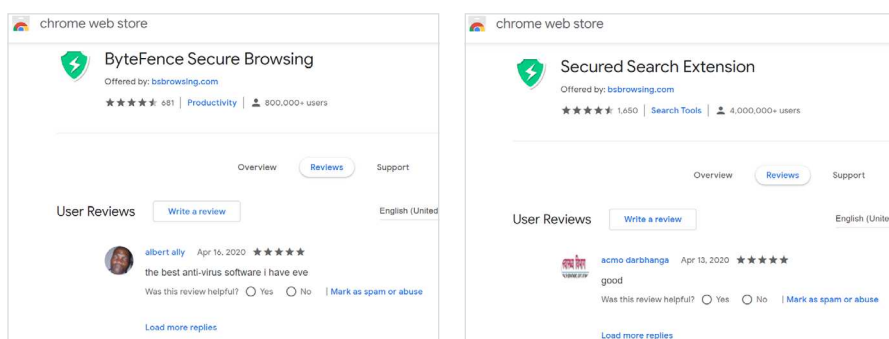 chrome web store
ByteFence Secure Browsing
Offered by: bsbrowsing.com
681 | Productivity | 800,000+ users
Overview Reviews Support
User Reviews Write a review English (United
albert ally Apr 16, 2020
the best anti-virus software i have eve
Was this review helpful? Yes No | Mark as spam or abuse
Load more replies
chrome web store
Secured Search Extension
Offered by: bsbrowsing.com
1,650 | Search Tools | 4,000,000+ users
Overview Reviews Support
User Reviews Write a review English (Unite
acmo darbhanga Apr 13, 2020
good
Was this review helpful? Yes No | Mark as spam or abuse
Load more replies